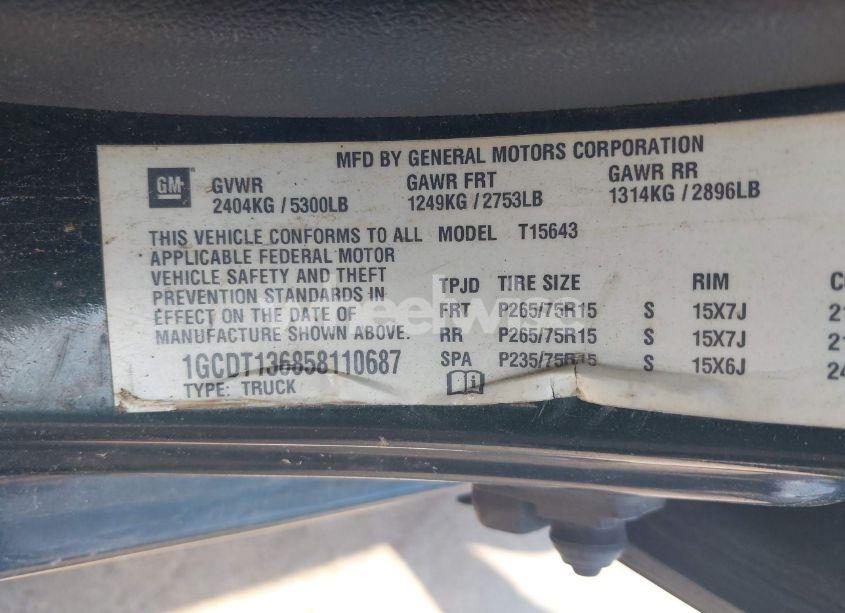 MFD BY GENERAL MOTORS CORPORATION
GM
GVWR GAWR FRT GAWR RR
2404KG / 5300LB 1249KG / 2753LB 1314KG / 2896LB
THIS VEHICLE CONFORMS TO ALL MODEL T15643
APPLICABLE FEDERAL MOTOR
VEHICLE SAFETY AND THEFT TPJD TIRE SIZE RIM
PREVENTION STANDARDS IN FRT P265/75R15 S 15X7J
EFFECT ON THE DATE OF RR P265/75R15 S 15X7J
MANUFACTURE SHOWN ABOVE. SPA P235/75R15 S 15X6J
1GCDT136858110687
TYPE: TRUCK